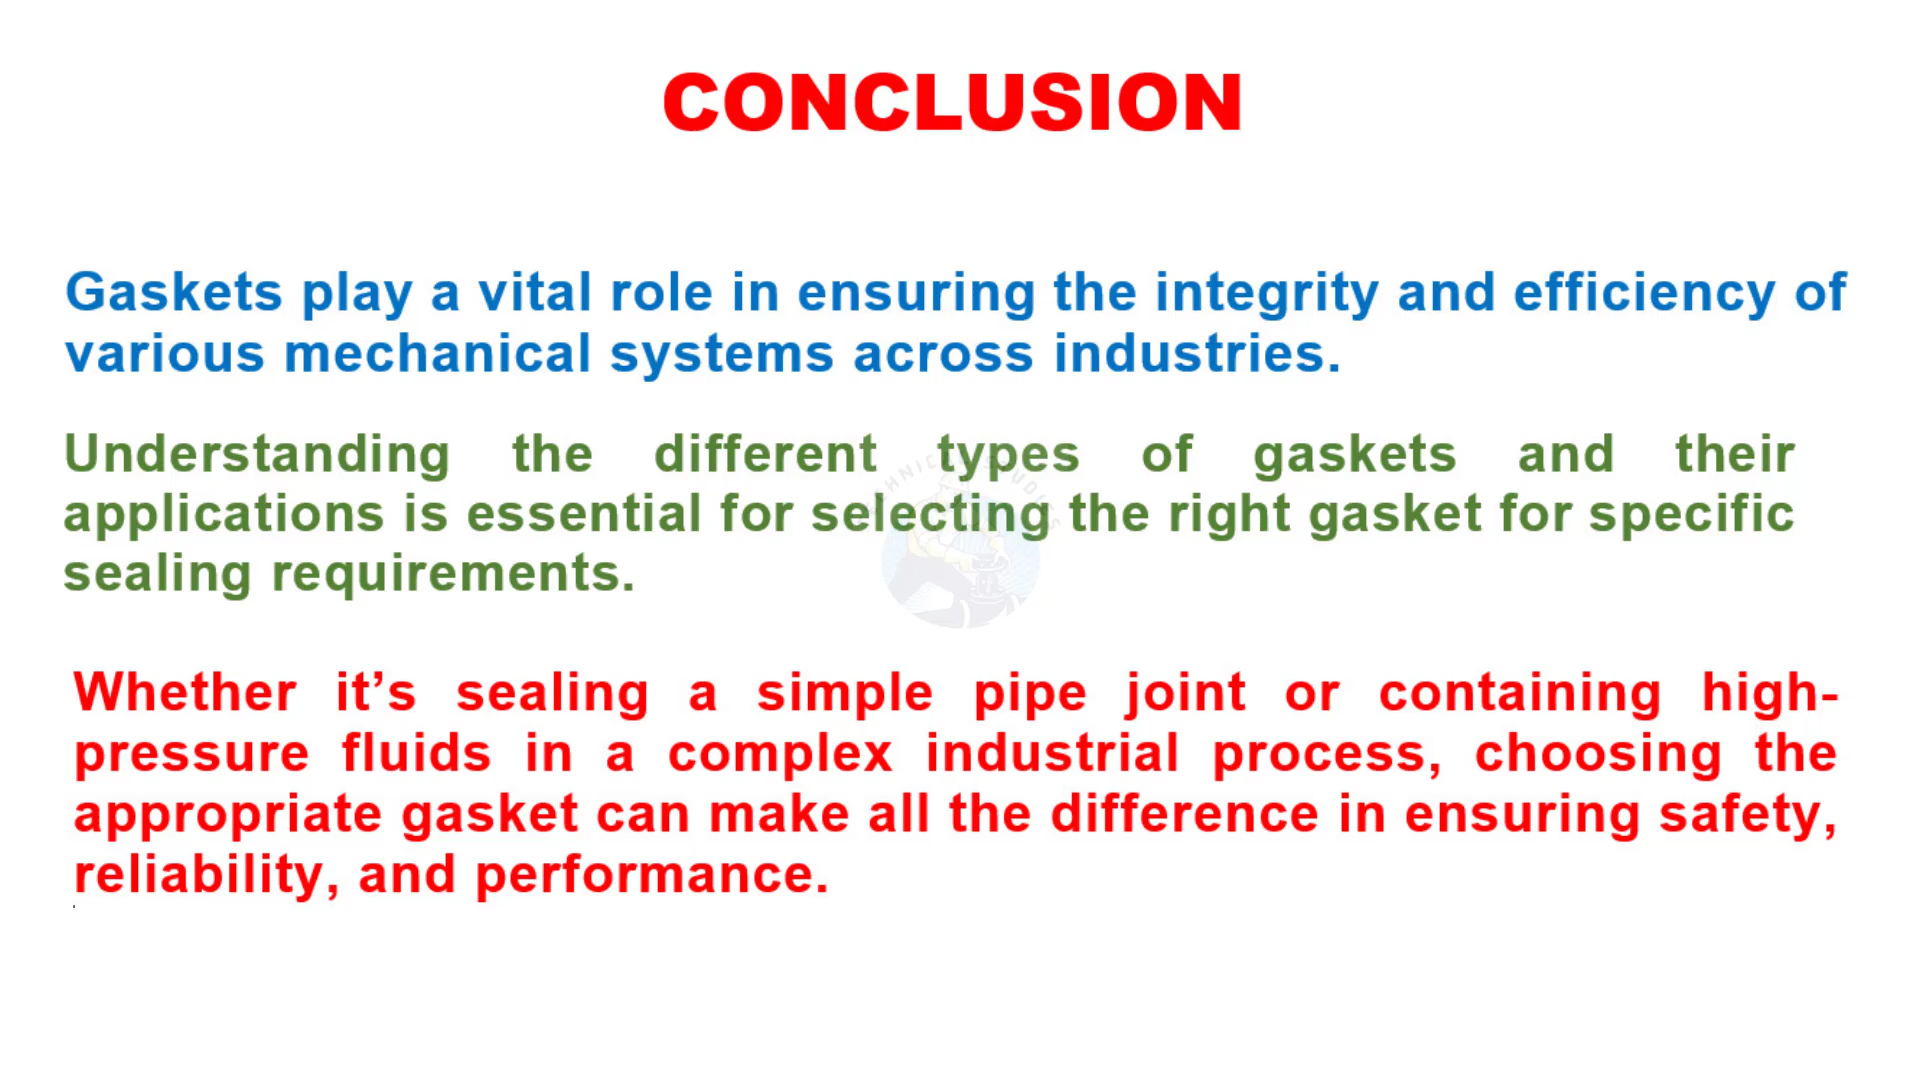 CONCLUSION
Gaskets play a vital role in ensuring the integrity and efficiency of
various mechanical systems across industries.
Understanding the different types of gaskets and their
applications is essential for selecting the right gasket for specific
sealing requirements.
TECHNICAL STUDIES
Whether it’s sealing a simple pipe joint or containing high-
pressure fluids in a complex industrial process, choosing the
appropriate gasket can make all the difference in ensuring safety,
reliability, and performance.
.